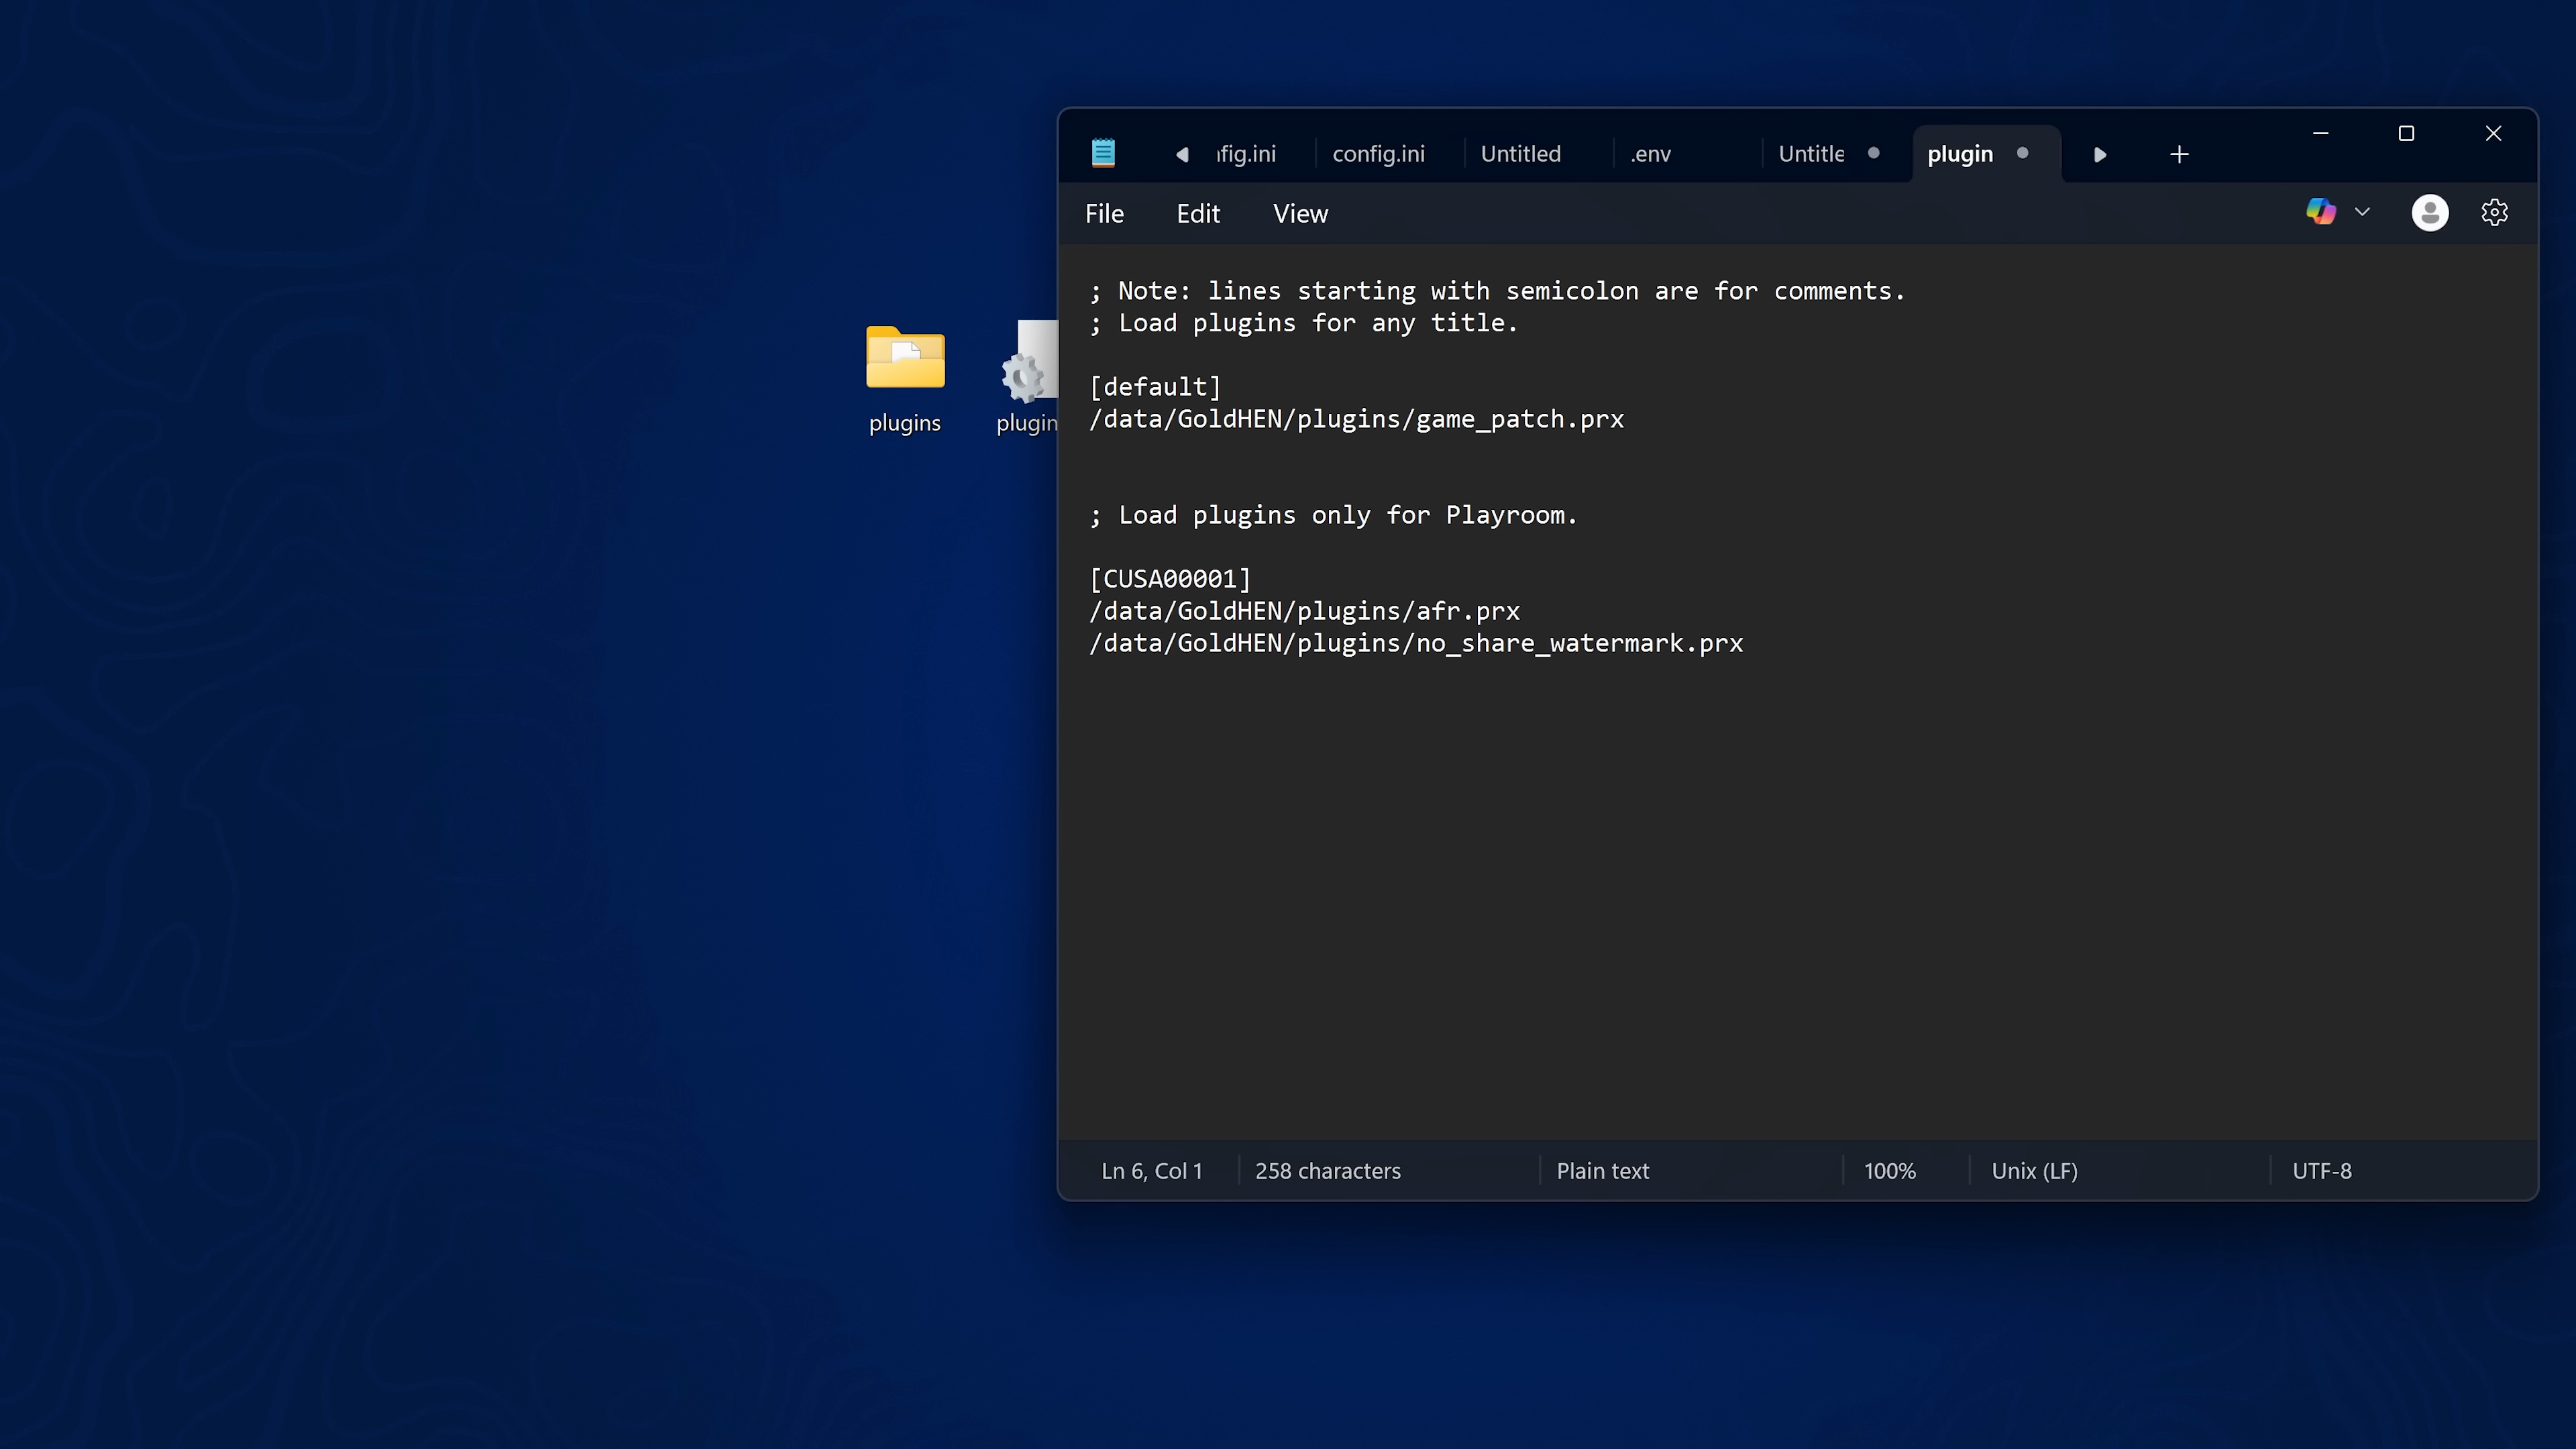 fig.ini
config.ini
Untitled
.env
Untitle
plugin
File
Edit
View
; Note: lines starting with semicolon are for comments.
; Load plugins for any title.
[default]
/data/GoldHEN/plugins/game_patch.prx
; Load plugins only for Playroom.
[CUSA00001]
/data/GoldHEN/plugins/afr.prx
/data/GoldHEN/plugins/no_share_watermark.prx
plugins
plugin
Ln 6, Col 1
258 characters
Plain text
100%
Unix (LF)
UTF-8